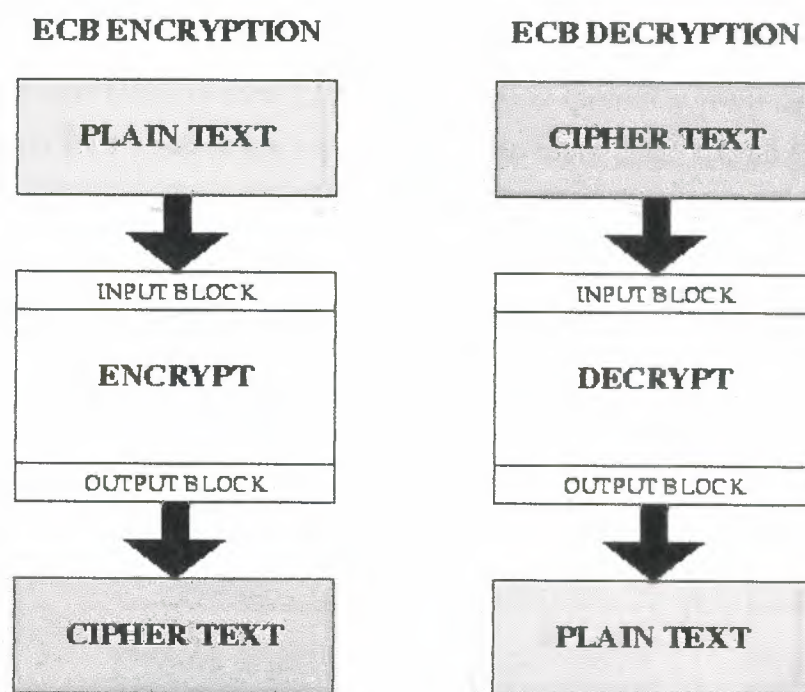 ECB ENCRYPTION
PLAIN TEXT
INPUT BLOCK
ENCRYPT
OUTPUT BLOCK
CIPHER TEXT
ECB DECRYPTION
CIPHER TEXT
INPUT BLOCK
DECRYPT
OUTPUT BLOCK
PLAIN TEXT